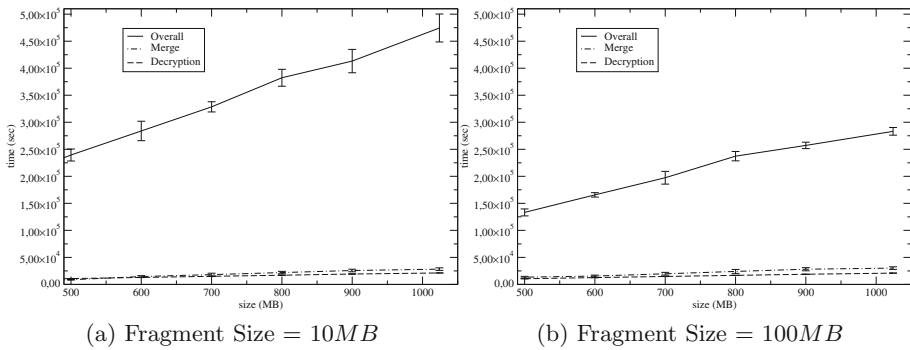 5,00×10⁵
4,50×10⁵
4,00×10⁵
3,50×10⁵
3,00×10⁵
2,50×10⁵
2,00×10⁵
1,50×10⁵
1,00×10⁵
5,00×10⁴
0,00
time (sec)
Overall
Merge
Decryption
500 600 700 800 900 1000
size (MB)
(a) Fragment Size = 10MB
5,00×10⁵
4,50×10⁵
4,00×10⁵
3,50×10⁵
3,00×10⁵
2,50×10⁵
2,00×10⁵
1,50×10⁵
1,00×10⁵
5,00×10⁴
0,00
time (sec)
Overall
Merge
Decryption
500 600 700 800 900 1000
size (MB)
(b) Fragment Size = 100MB